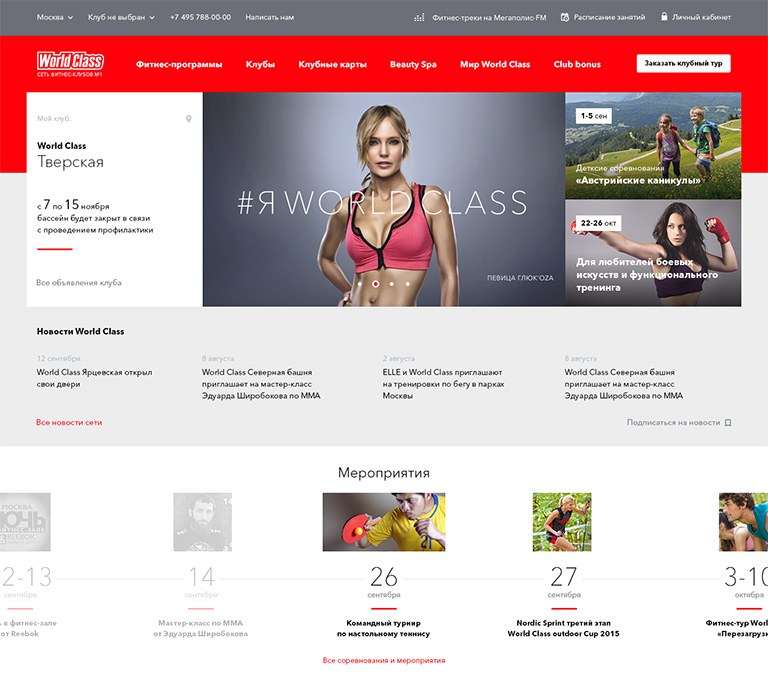 Москва
Клуб не выбран
+7 495 788-00-00
Написать нам
Фитнес-треки на Мегаполис-FM
Расписание занятий
Личный кабинет
World Class
СЕТЬ ФИТНЕС-КЛУБОВ №1
Фитнес-программы
Клубы
Клубные карты
Beauty Spa
Мир World Class
Club bonus
Заказать клубный тур
Мой клуб:
World Class
Тверская
с 7 по 15 ноября
бассейн будет закрыт в связи
с проведением профилактики
Все объявления клуба
#Я WORLD CLASS
ПЕВИЦА ГЛЮК'OZA
1-5 сен
Детксие соревнования
«Австрийские каникулы»
22-26 окт
Для любителей боевых
искусств и функционального
тренинга
Новости World Class
12 сентября
World Class Ярцевская открыл
свои двери
8 августа
World Class Северная башня
приглашает на мастер-класс
Эдуарда Широбокова по ММА
2 августа
ELLE и World Class приглашают
на тренировки по бегу в парках
Москвы
8 августа
World Class Северная башня
приглашает на мастер-класс
Эдуарда Широбокова по ММА
Все новости сети
Подписаться на новости
Мероприятия
МОСКВА
НОЧЬ
ФИТНЕС-ЗАЛЕ
REEBOK
2-13
сентября
в фитнес-зале
от Reebok
14
14
сентября
Мастер-класс по ММА
от Эдуарда Широбокова
21
26
сентября
Командный турнир
по настольному теннису
27
сентября
Nordic Sprint третий этап
World Class outdoor Cup 2015
3-10
октября
Фитнес-тур Worl
«Перезагрузк
Все соревнования и мероприятия